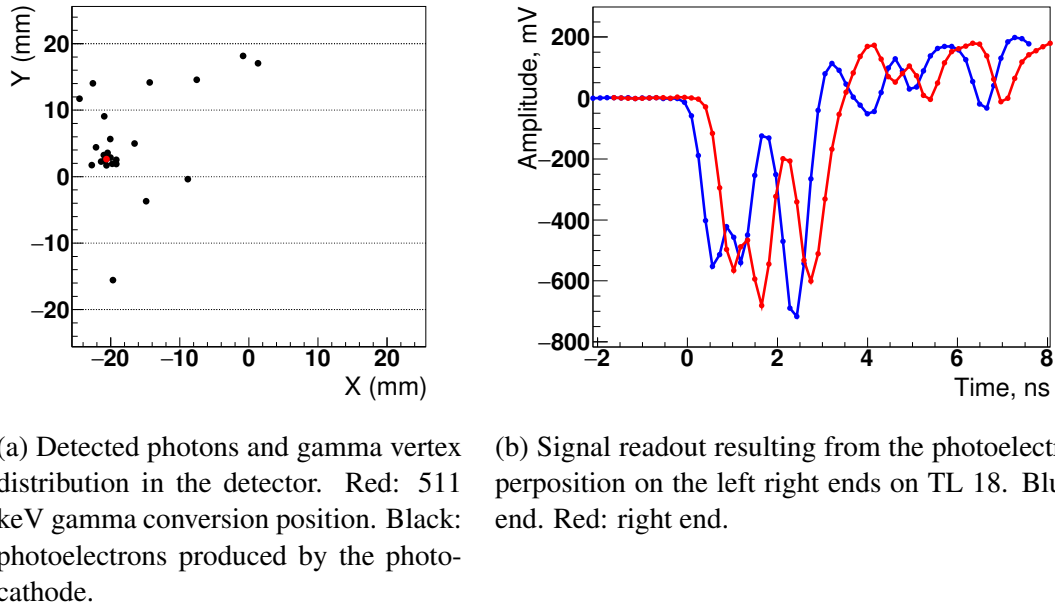 Y (mm)
20
10
0
−10
−20
−20
−10
0
10
20
X (mm)
Amplitude, mV
200
0
−200
−400
−600
−800
−2
0
2
4
6
8
Time, ns
(a) Detected photons and gamma vertex
distribution in the detector. Red: 511
keV gamma conversion position. Black:
photoelectrons produced by the photo-
cathode.
(b) Signal readout resulting from the photoelectr
perposition on the left right ends on TL 18. Blu
end. Red: right end.